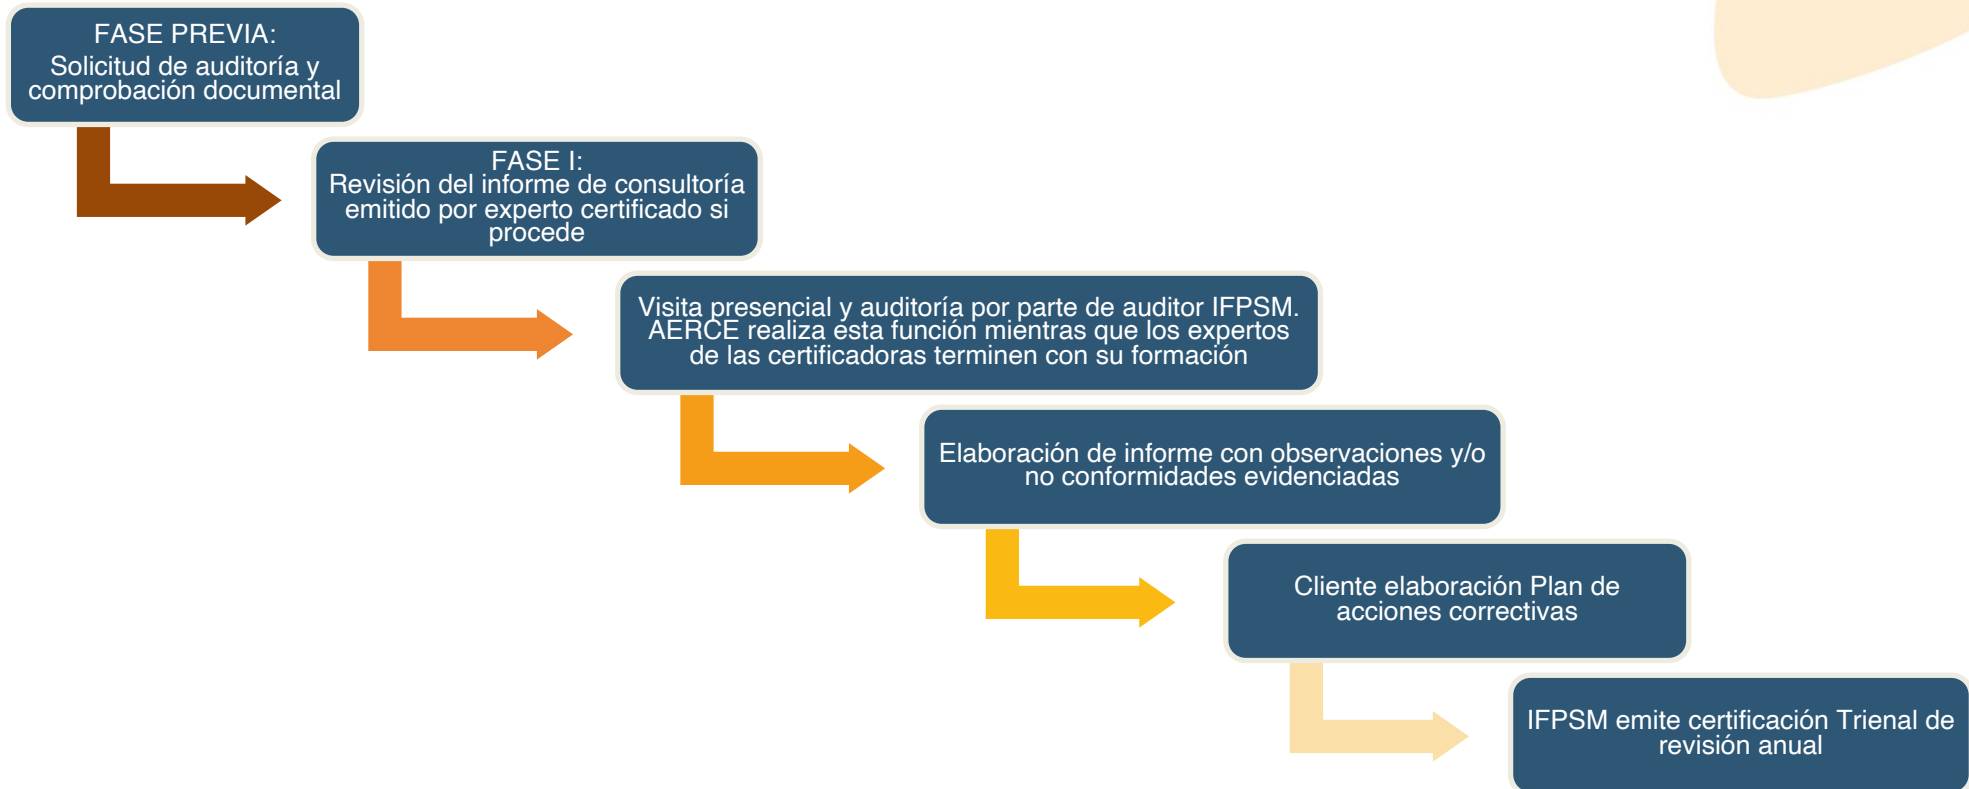 FASE PREVIA:
Solicitud de auditoría y
comprobación documental
FASE I:
Revisión del informe de consultoría
emitido por experto certificado si
procede
Visita presencial y auditoría por parte de auditor IFPSM.
AERCE realiza esta función mientras que los expertos
de las certificadoras terminen con su formación
Elaboración de informe con observaciones y/o
no conformidades evidenciadas
Cliente elaboración Plan de
acciones correctivas
IFPSM emite certificación Trienal de
revisión anual